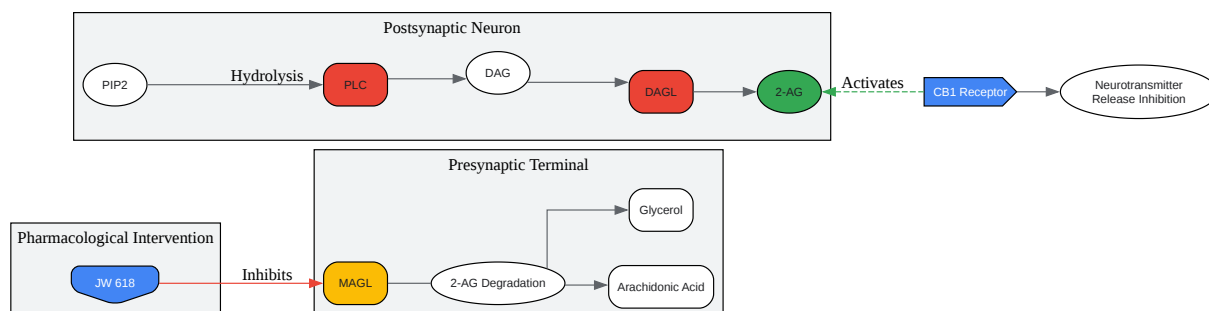 Postsynaptic Neuron
PIP2
Hydrolysis
PLC
DAG
DAGL
2-AG
Activates
CB1 Receptor
Neurotransmitter
Release Inhibition
Presynaptic Terminal
Glycerol
Pharmacological Intervention
JW 618
Inhibits
MAGL
2-AG Degradation
Arachidonic Acid